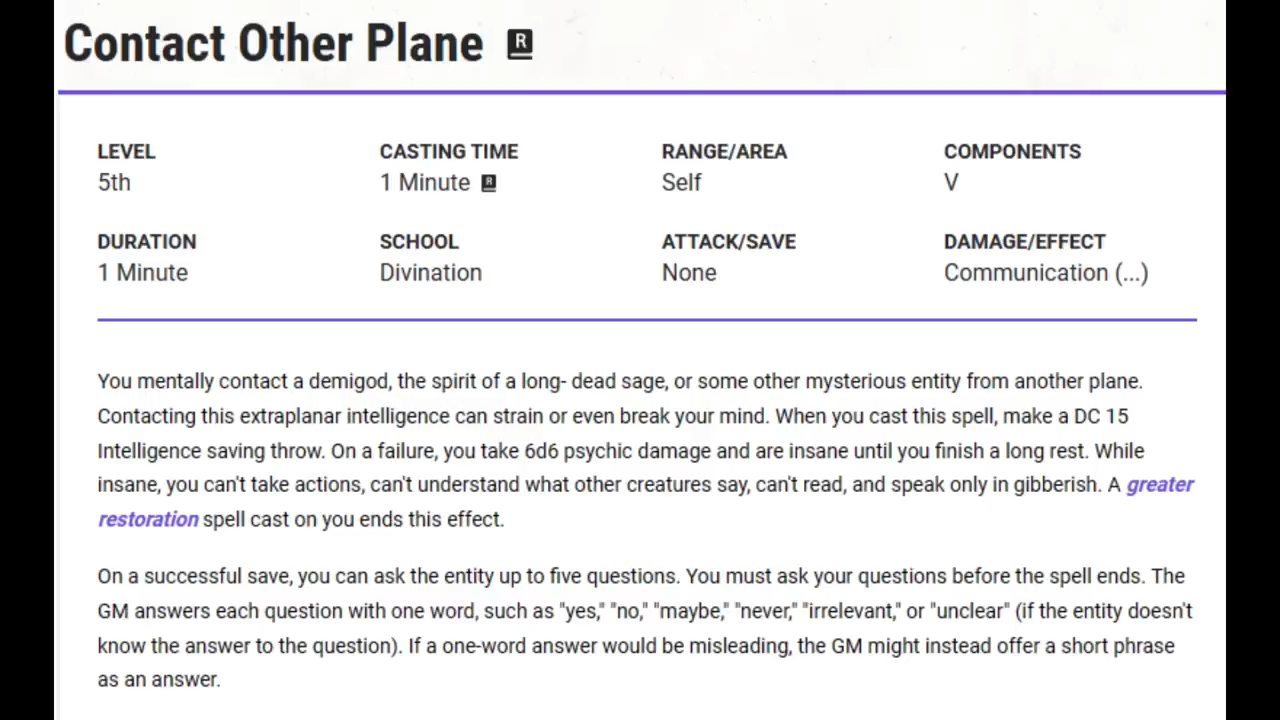 Contact Other Plane R
LEVEL CASTING TIME RANGE/AREA COMPONENTS
5th 1 Minute R Self V
DURATION SCHOOL ATTACK/SAVE DAMAGE/EFFECT
1 Minute Divination None Communication (...)
You mentally contact a demigod, the spirit of a long- dead sage, or some other mysterious entity from another plane.
Contacting this extraplanar intelligence can strain or even break your mind. When you cast this spell, make a DC 15
Intelligence saving throw. On a failure, you take 6d6 psychic damage and are insane until you finish a long rest. While
insane, you can't take actions, can't understand what other creatures say, can't read, and speak only in gibberish. A greater
restoration spell cast on you ends this effect.
On a successful save, you can ask the entity up to five questions. You must ask your questions before the spell ends. The
GM answers each question with one word, such as "yes," "no," "maybe," "never," "irrelevant," or "unclear" (if the entity doesn't
know the answer to the question). If a one-word answer would be misleading, the GM might instead offer a short phrase
as an answer.